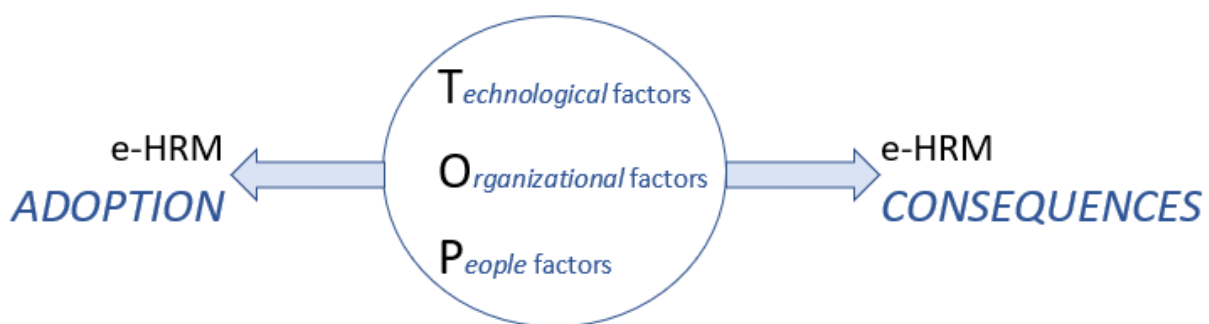 Technological factors
Organizational factors
People factors
e-HRM
ADOPTION
e-HRM
CONSEQUENCES